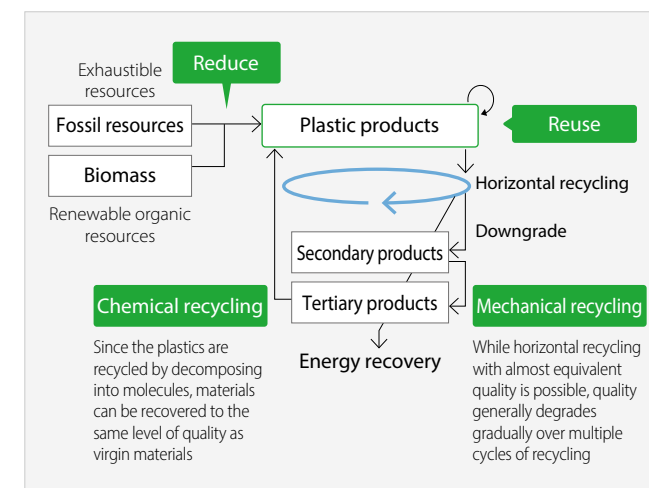 Exhaustible
resources
Reduce
Fossil resources
Plastic products
Reuse
Biomass
Renewable organic
resources
Horizontal recycling
Downgrade
Secondary products
Chemical recycling
Tertiary products
Mechanical recycling
Energy recovery
Since the plastics are
recycled by decomposing
into molecules, materials
can be recovered to the
same level of quality as
virgin materials
While horizontal recycling
with almost equivalent
quality is possible, quality
generally degrades
gradually over multiple
cycles of recycling